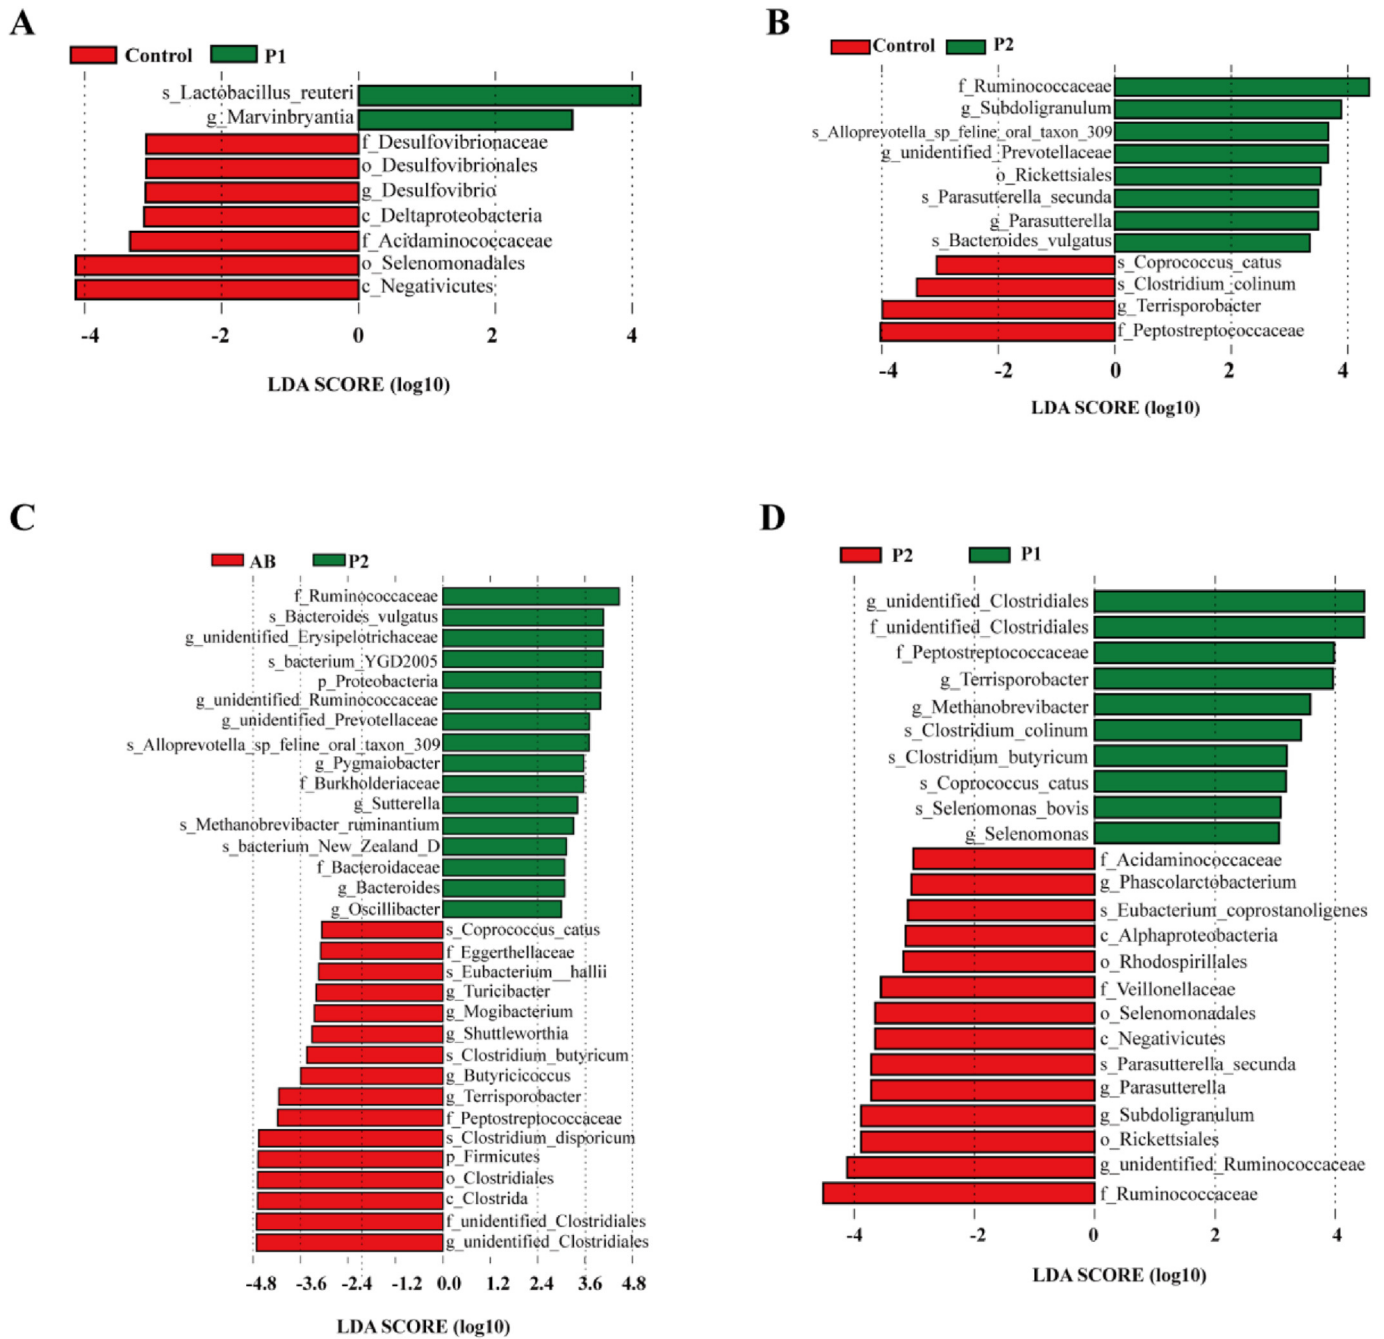 A
Control P1
s_Lactobacillus_reuteri
g_Marvinbryantia
f_Desulfovibrionaceae
o_Desulfovibrionales
g_Desulfovibrio
c_Deltaproteobacteria
f_Acidaminococcaceae
o_Selenomonadales
c_Negativicutes
-4 -2 0 2 4
LDA SCORE (log10)
B
Control P2
f_Ruminococcaceae
g_Subdoligranulum
s_Alloprevotella_sp_feline_oral_taxon_309
g_unidentified_Prevotellaceae
o_Rickettsiales
s_Parasutterella_secunda
g_Parasutterella
s_Bacteroides_vulgatus
s_Coprococcus_catus
s_Clostridium_colinum
g_Terrisporobacter
f_Peptostreptococcaceae
-4 -2 0 2 4
LDA SCORE (log10)
C
AB P2
f_Ruminococcaceae
s_Bacteroides_vulgatus
g_unidentified_Erysipelotrichaceae
s_bacterium_YGD2005
p_Proteobacteria
g_unidentified_Ruminococcaceae
g_unidentified_Prevotellaceae
s_Alloprevotella_sp_feline_oral_taxon_309
g_Pygmaiobacter
f_Burkholderiaceae
g_Sutterella
s_Methanobrevibacter_ruminantium
s_bacterium_New_Zealand_D
f_Bacteroidaceae
g_Bacteroides
g_Oscillibacter
s_Coprococcus_catus
f_Eggerthellaceae
s_Eubacterium__hallii
g_Turicibacter
g_Mogibacterium
g_Shuttleworthia
s_Clostridium_butyricum
g_Butyricicoccus
g_Terrisporobacter
f_Peptostreptococcaceae
s_Clostridium_disporicum
p_Firmicutes
o_Clostridiales
c_Clostrida
f_unidentified_Clostridiales
g_unidentified_Clostridiales
-4.8 -3.6 -2.4 -1.2 0.0 1.2 2.4 3.6 4.8
LDA SCORE (log10)
D
P2 P1
g_unidentified_Clostridiales
f_unidentified_Clostridiales
f_Peptostreptococcaceae
g_Terrisporobacter
g_Methanobrevibacter
s_Clostridium_colinum
s_Clostridium_butyricum
s_Coprococcus_catus
s_Selenomonas_bovis
g_Selenomonas
f_Acidaminococcaceae
g_Phascolarctobacterium
s_Eubacterium_coprostanoligenes
c_Alphaproteobacteria
o_Rhodospirillales
f_Veillonellaceae
o_Selenomonadales
c_Negativicutes
s_Parasutterella_secunda
g_Parasutterella
g_Subdoligranulum
o_Rickettsiales
g_unidentified_Ruminococcaceae
f_Ruminococcaceae
-4 -2 0 2 4
LDA SCORE (log10)